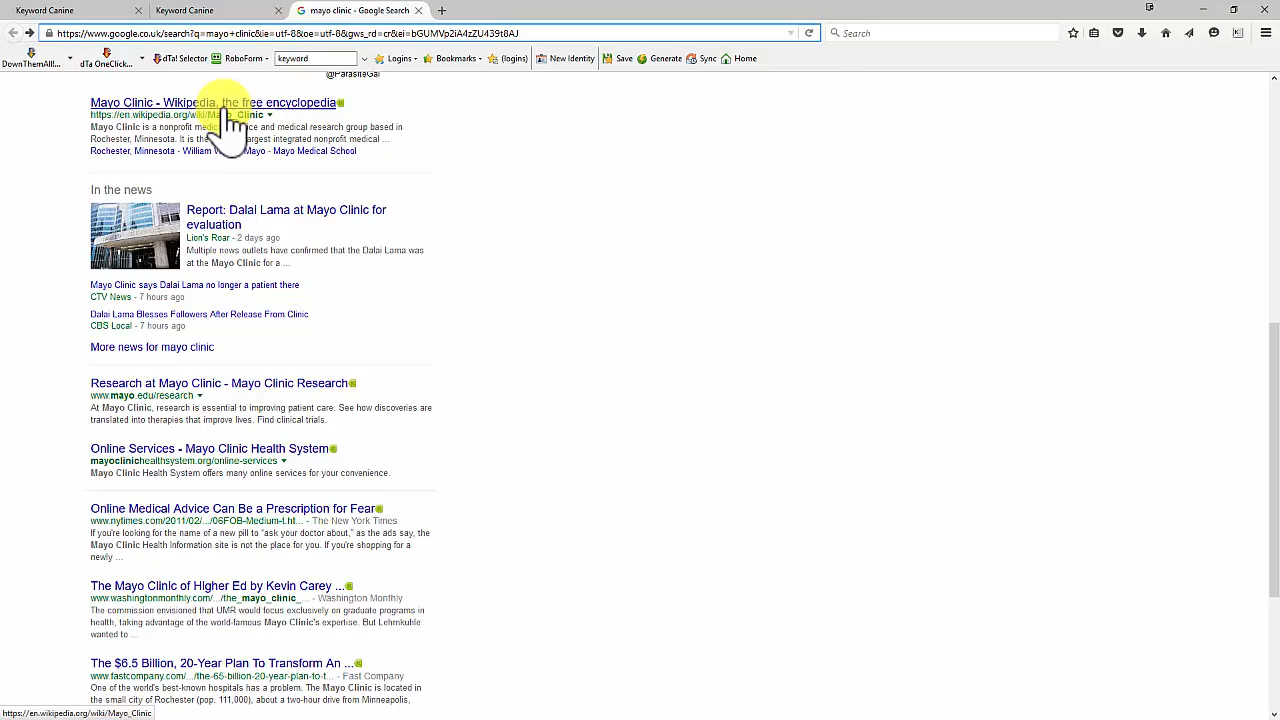 Keyword Canine
Keyword Canine
mayo clinic - Google Search
https://www.google.co.uk/search?q=mayo+clinic&ie=utf-8&oe=utf-8&gws_rd=cr&ei=bGUMVp2iA4zZU439t8AJ
Search
DownThemAll!...
dTa OneClick...
dTa! Selector
RoboForm
keyword
Logins
Bookmarks
(logins)
New Identity
Save
Generate
Sync
Home
@ParasiteGal
Mayo Clinic - Wikipedia, the free encyclopedia
https://en.wikipedia.org/wiki/Mayo_Clinic
Mayo Clinic is a nonprofit medic ce and medical research group based in
Rochester, Minnesota. It is the argest integrated nonprofit medical ...
Rochester, Minnesota - William W Mayo - Mayo Medical School
In the news
Report: Dalai Lama at Mayo Clinic for
evaluation
Lion's Roar - 2 days ago
Multiple news outlets have confirmed that the Dalai Lama was
at the Mayo Clinic for a ...
Mayo Clinic says Dalai Lama no longer a patient there
CTV News - 7 hours ago
Dalai Lama Blesses Followers After Release From Clinic
CBS Local - 7 hours ago
More news for mayo clinic
Research at Mayo Clinic - Mayo Clinic Research
www.mayo.edu/research
At Mayo Clinic, research is essential to improving patient care. See how discoveries are
translated into therapies that improve lives. Find clinical trials.
Online Services - Mayo Clinic Health System
mayoclinichealthsystem.org/online-services
Mayo Clinic Health System offers many online services for your convenience.
Online Medical Advice Can Be a Prescription for Fear
www.nytimes.com/2011/02/.../06FOB-Medium-t.ht... - The New York Times
If you're looking for the name of a new pill to “ask your doctor about,” as the ads say, the
Mayo Clinic Health Information site is not the place for you. If you're shopping for a
newly ...
The Mayo Clinic of Higher Ed by Kevin Carey ...
www.washingtonmonthly.com/.../the_mayo_clinic_... - Washington Monthly
The commission envisioned that UMR would focus exclusively on graduate programs in
health, taking advantage of the world-famous Mayo Clinic's expertise. But Lehmkuhle
wanted to ...
The $6.5 Billion, 20-Year Plan To Transform An ...
www.fastcompany.com/.../the-65-billion-20-year-plan-to-t... - Fast Company
One of the world's best-known hospitals has a problem. The Mayo Clinic is located in
the small city of Rochester (pop. 111,000), about a two-hour drive from Minneapolis,
https://en.wikipedia.org/wiki/Mayo_Clinic